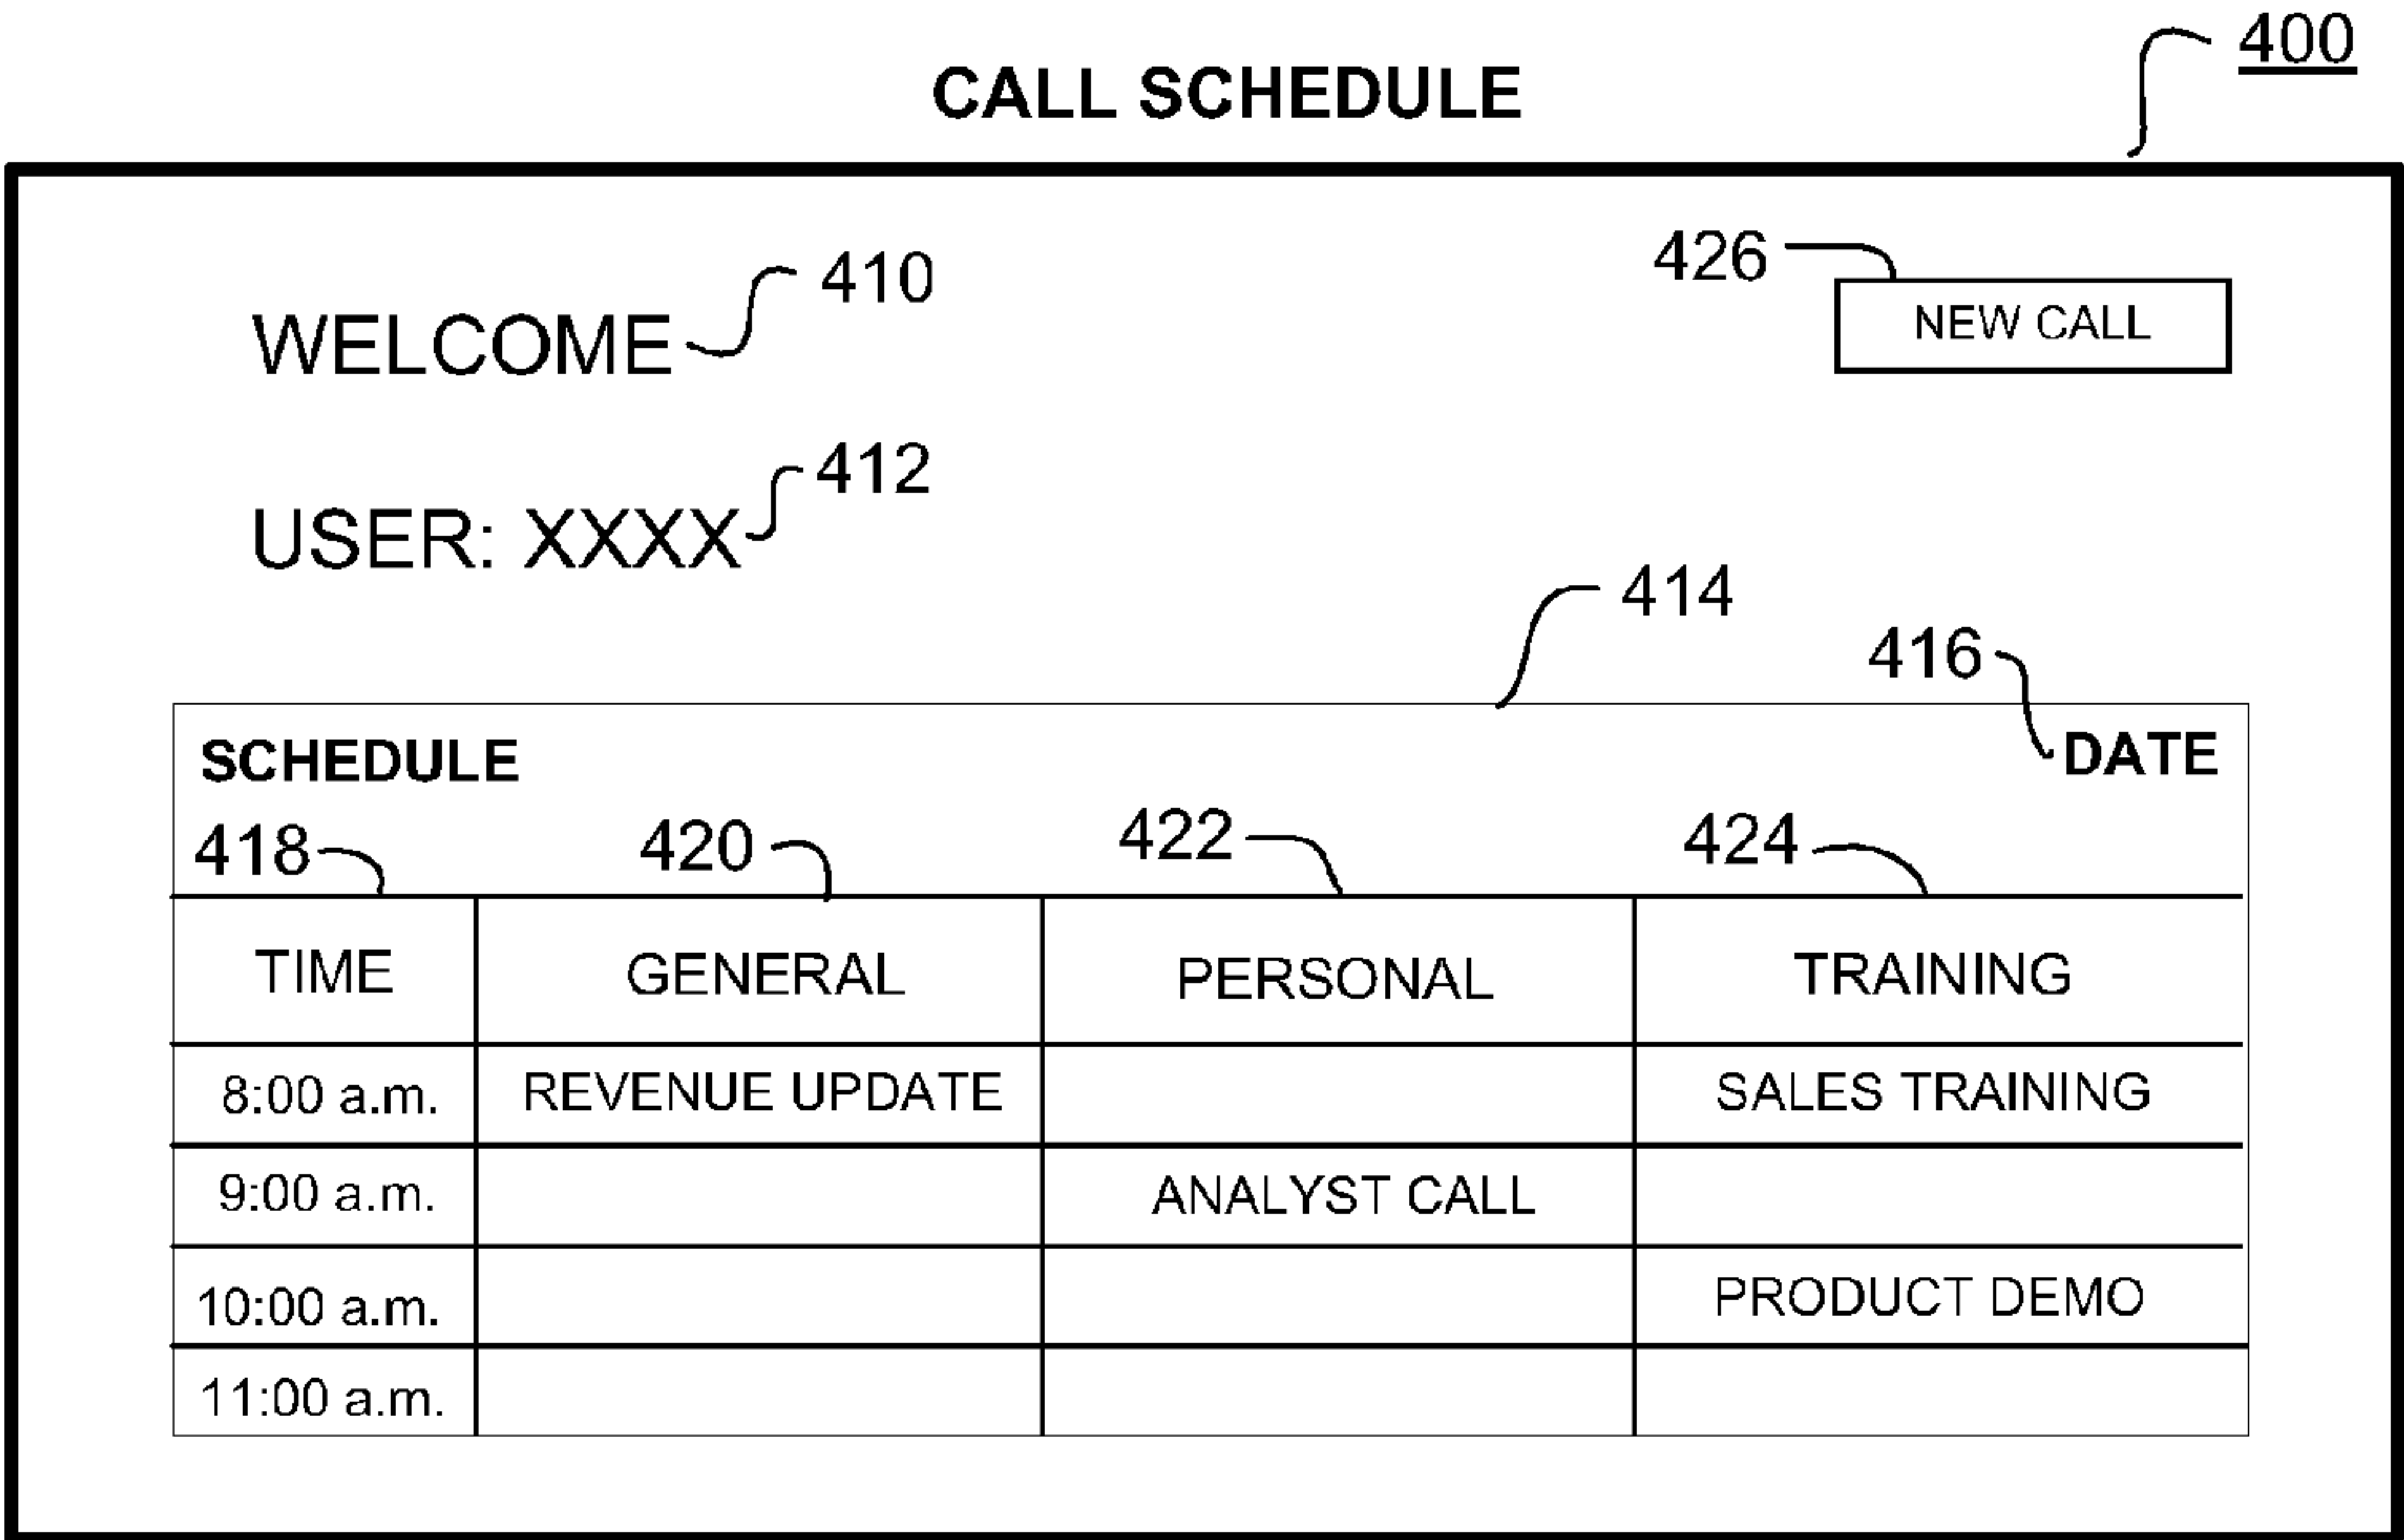 400
CALL SCHEDULE
410
426
WELCOME
NEW CALL
412
USER: XXXX
414
416
SCHEDULE DATE
418 420 422 424
TIME GENERAL PERSONAL TRAINING
8:00 a.m. REVENUE UPDATE SALES TRAINING
9:00 a.m. ANALYST CALL
10:00 a.m. PRODUCT DEMO
11:00 a.m.